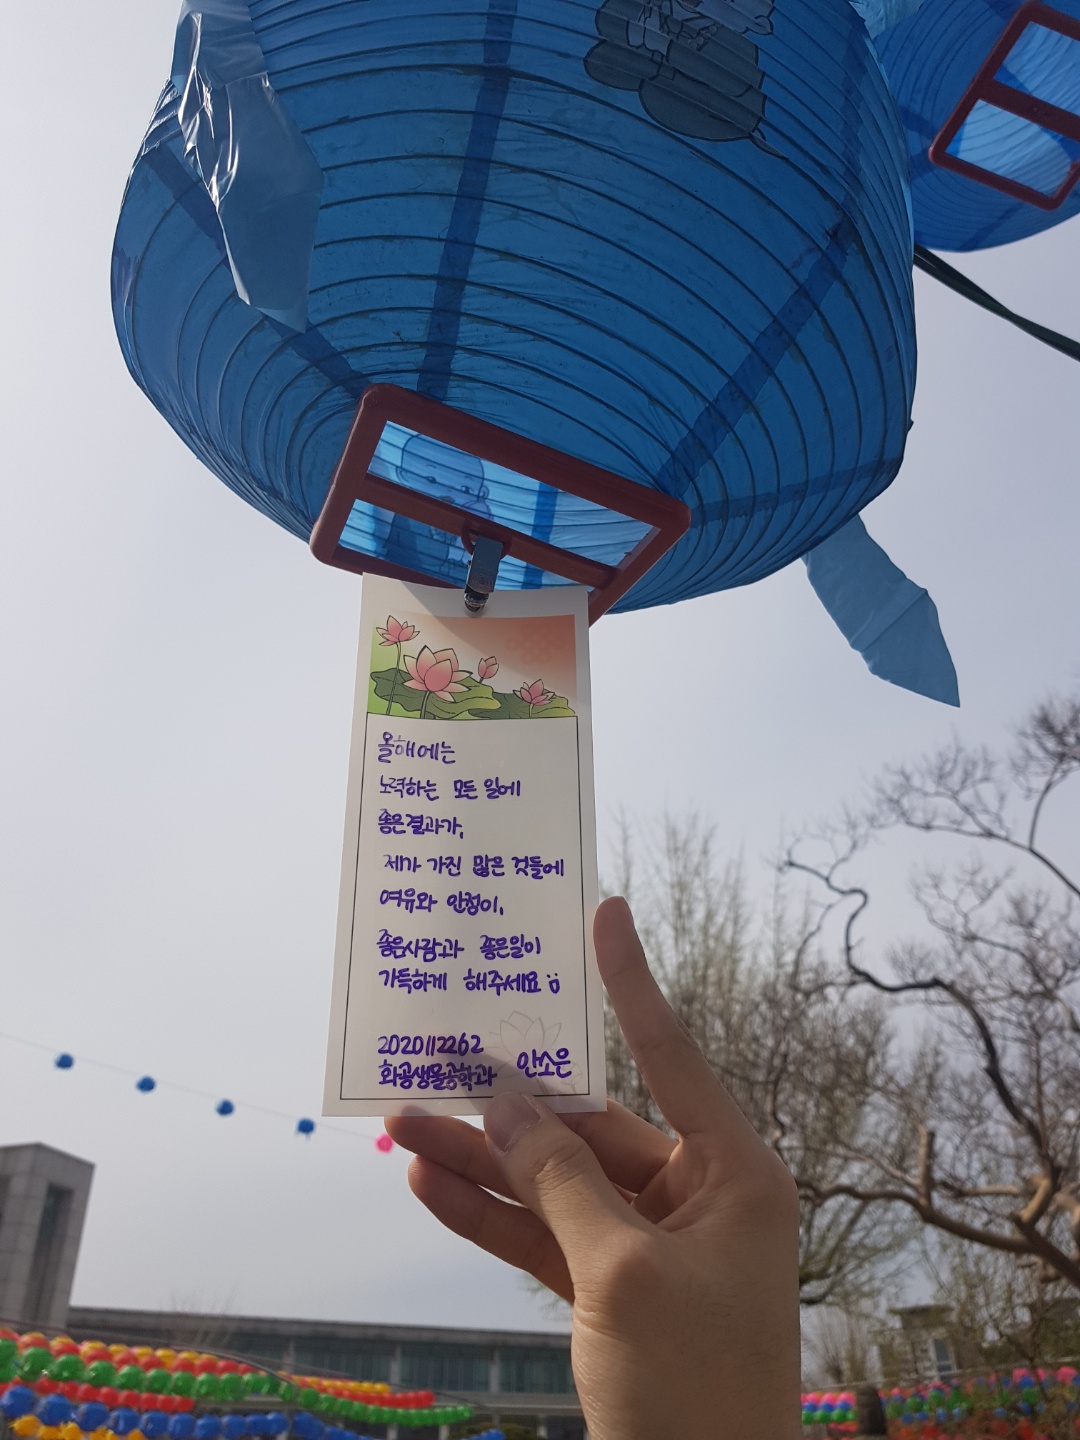 올해에는
노력하는 모든 일에
좋은결과가,
제가 가진 많은 것들에
여유와 안정이,
좋은사람과 좋은일이
가득하게 해주세요
2020112262
화공생물공학과 안소은